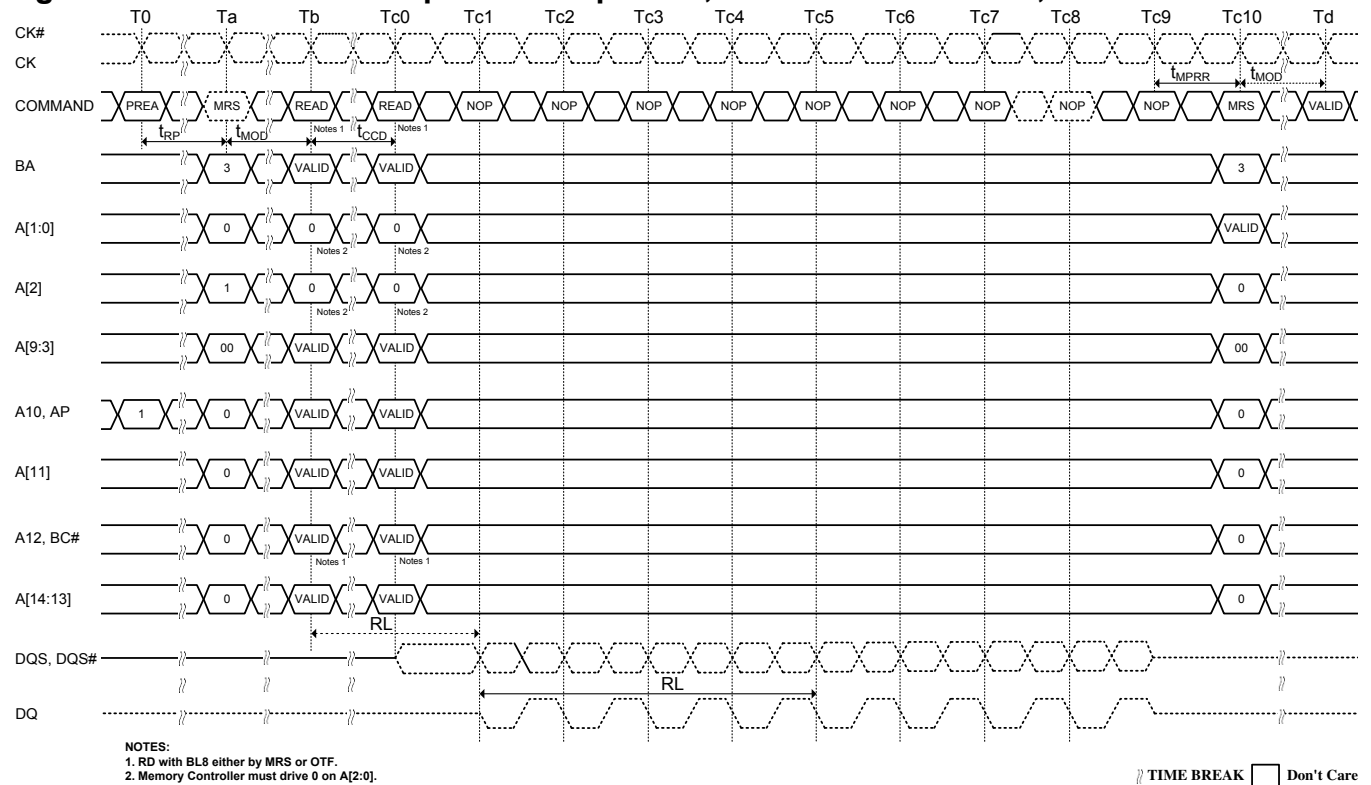 T0 Ta Tb Tc0 Tc1 Tc2 Tc3 Tc4 Tc5 Tc6 Tc7 Tc8 Tc9 Tc10 Td
CK#
CK
tMPRR tMOD
COMMAND PREA MRS READ READ NOP NOP NOP NOP NOP NOP NOP NOP NOP MRS VALID
Notes 1 Notes 1
tRP tMOD tCCD
BA 3 VALID VALID 3
A[1:0] 0 0 0 VALID
Notes 2 Notes 2
A[2] 1 0 0 0
Notes 2 Notes 2
A[9:3] 00 VALID VALID 00
A10, AP 1 0 VALID VALID 0
A[11] 0 VALID VALID 0
A12, BC# 0 VALID VALID 0
Notes 1 Notes 1
A[14:13] 0 VALID VALID 0
RL
DQS, DQS#
RL
DQ
NOTES:
1. RD with BL8 either by MRS or OTF.
2. Memory Controller must drive 0 on A[2:0].
TIME BREAK Don't Care